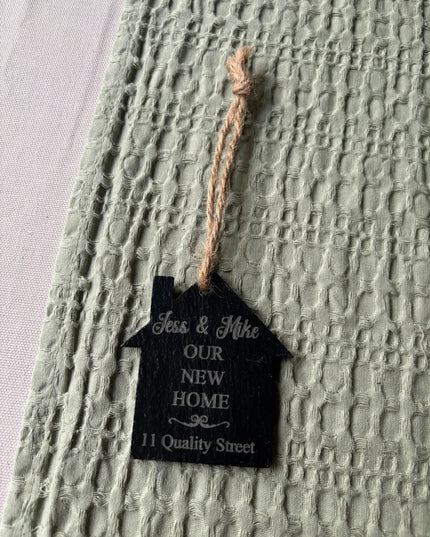 Jess & Mike
OUR
NEW
HOME
11 Quality Street